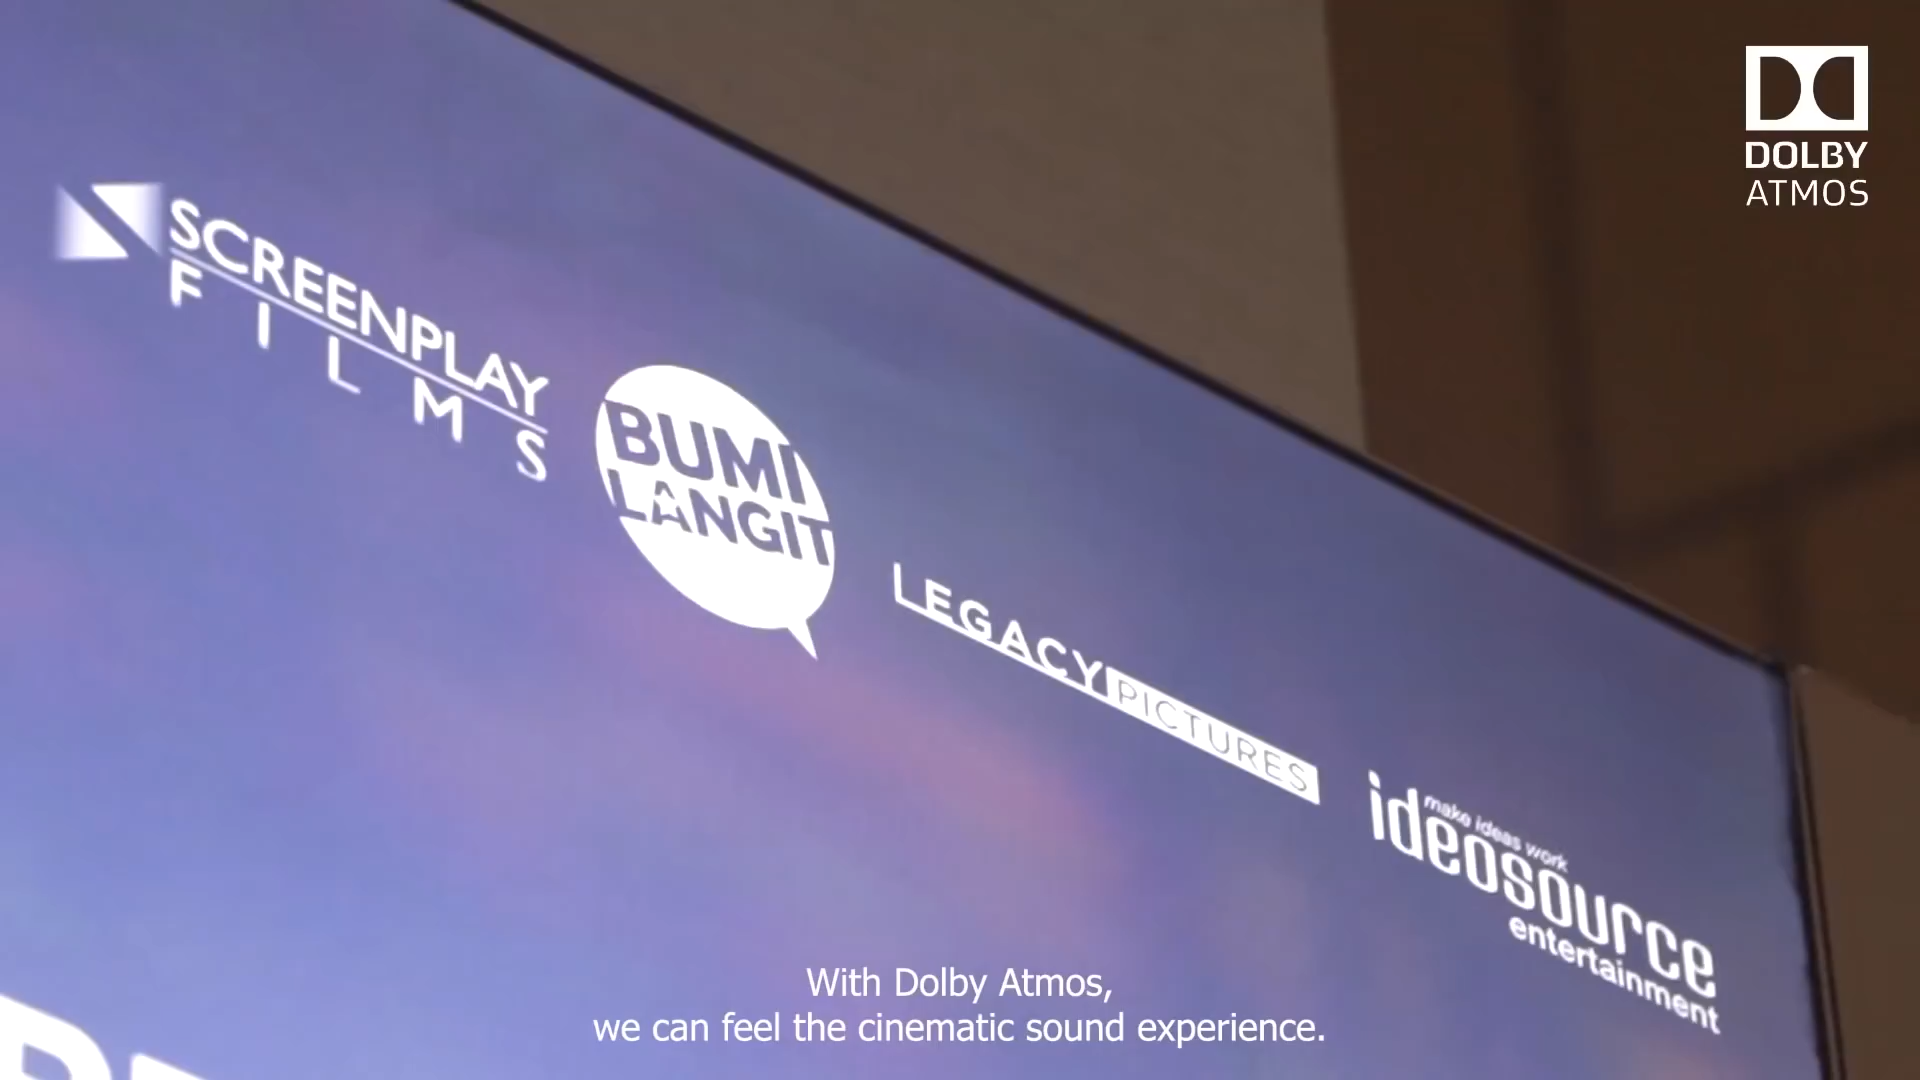 DOLBY
ATMOS
SCREENPLAY
FILMS
BUMI
LANGIT
LEGACY PICTURES
make ideas work
ideosource
entertainment
With Dolby Atmos,
we can feel the cinematic sound experience.